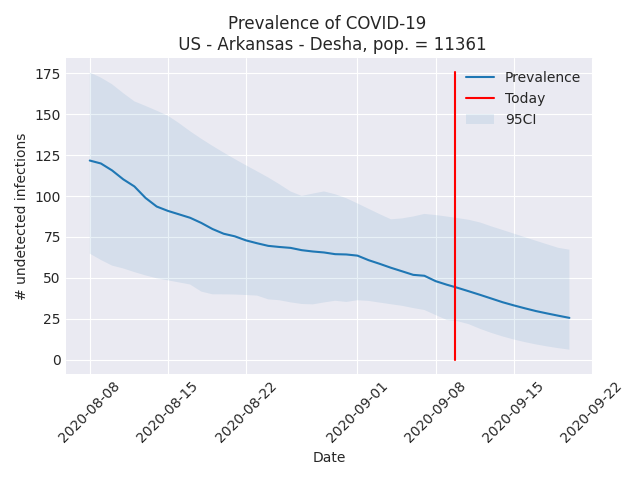 Prevalence of COVID-19
US - Arkansas - Desha, pop. = 11361
# undetected infections
175
150
125
100
75
50
25
0
Prevalence
Today
95CI
2020-08-08
2020-08-15
2020-08-22
2020-09-01
2020-09-08
2020-09-15
2020-09-22
Date